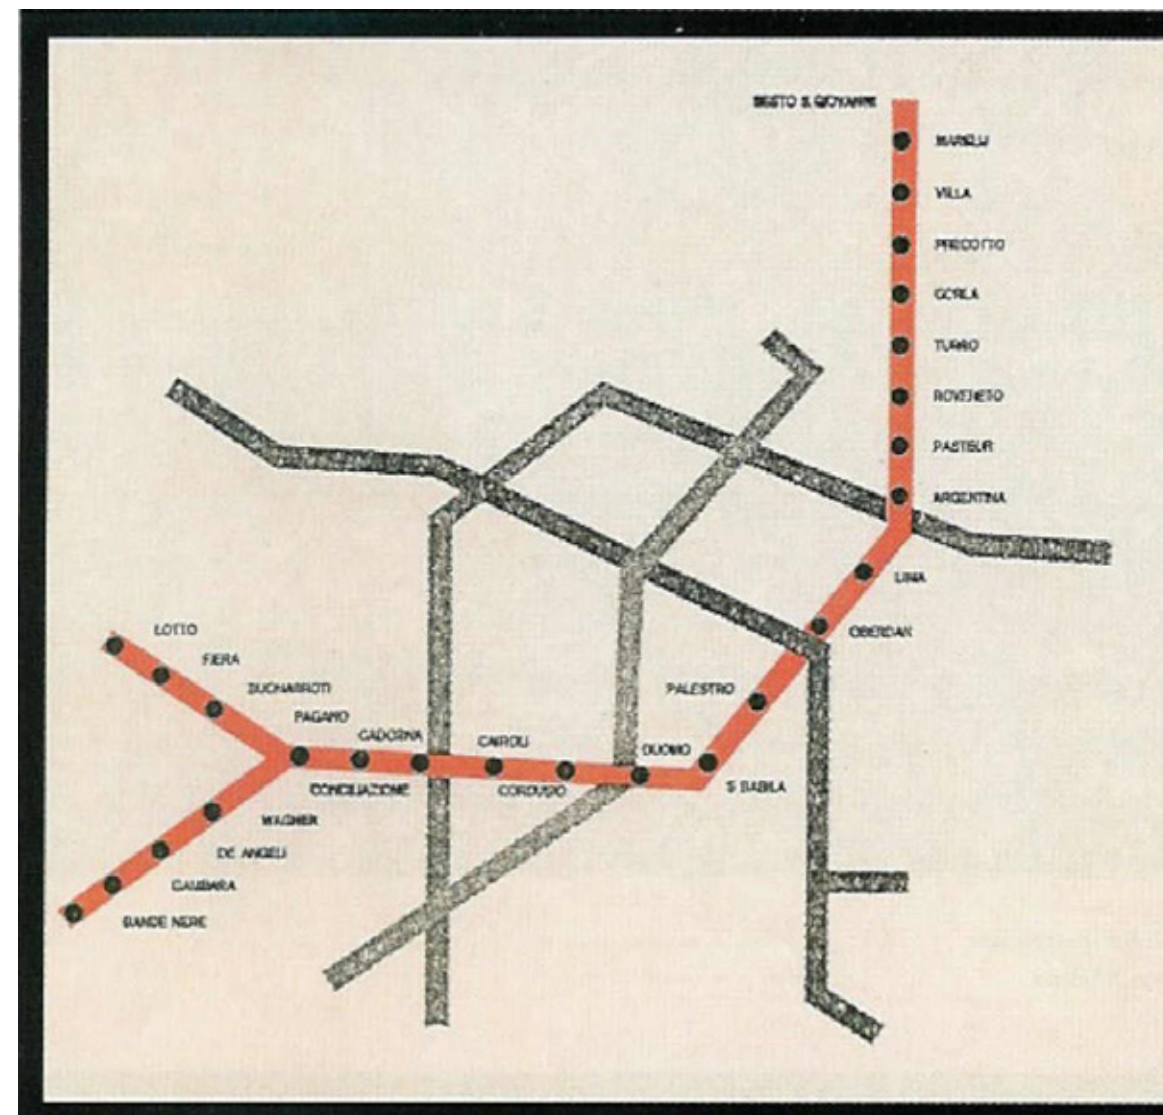 SESTO S. GIOVANNI
MARELLI
VILLA
PRECOTTO
GORLA
TURRO
ROVERETO
PASTEUR
ARGENTINA
LIMA
OBERDAN
PALESTRO
S BABILA
DUOMO
CORDUSIO
CAIROLI
CADORNA
CONCILIAZIONE
PAGANO
BUONARROTI
FIERA
LOTTO
WAGNER
DE ANGELI
GAMBARA
BANDE NERE